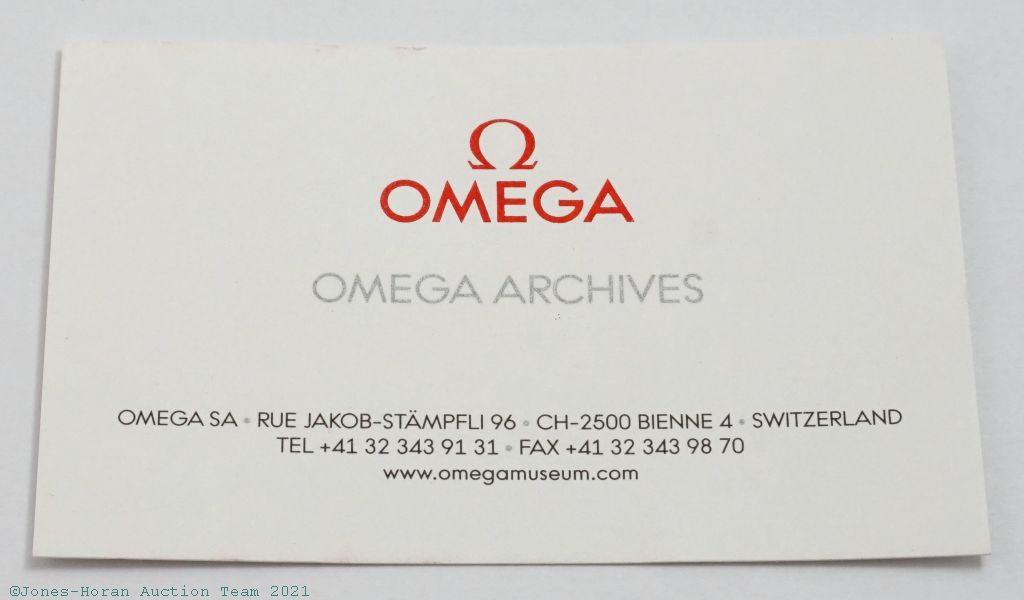 Ω
OMEGA
OMEGA ARCHIVES
OMEGA SA • RUE JAKOB-STÄMPFLI 96 • CH-2500 BIENNE 4 • SWITZERLAND
TEL +41 32 343 91 31 • FAX +41 32 343 98 70
www.omegamuseum.com
©Jones-Horan Auction Team 2021